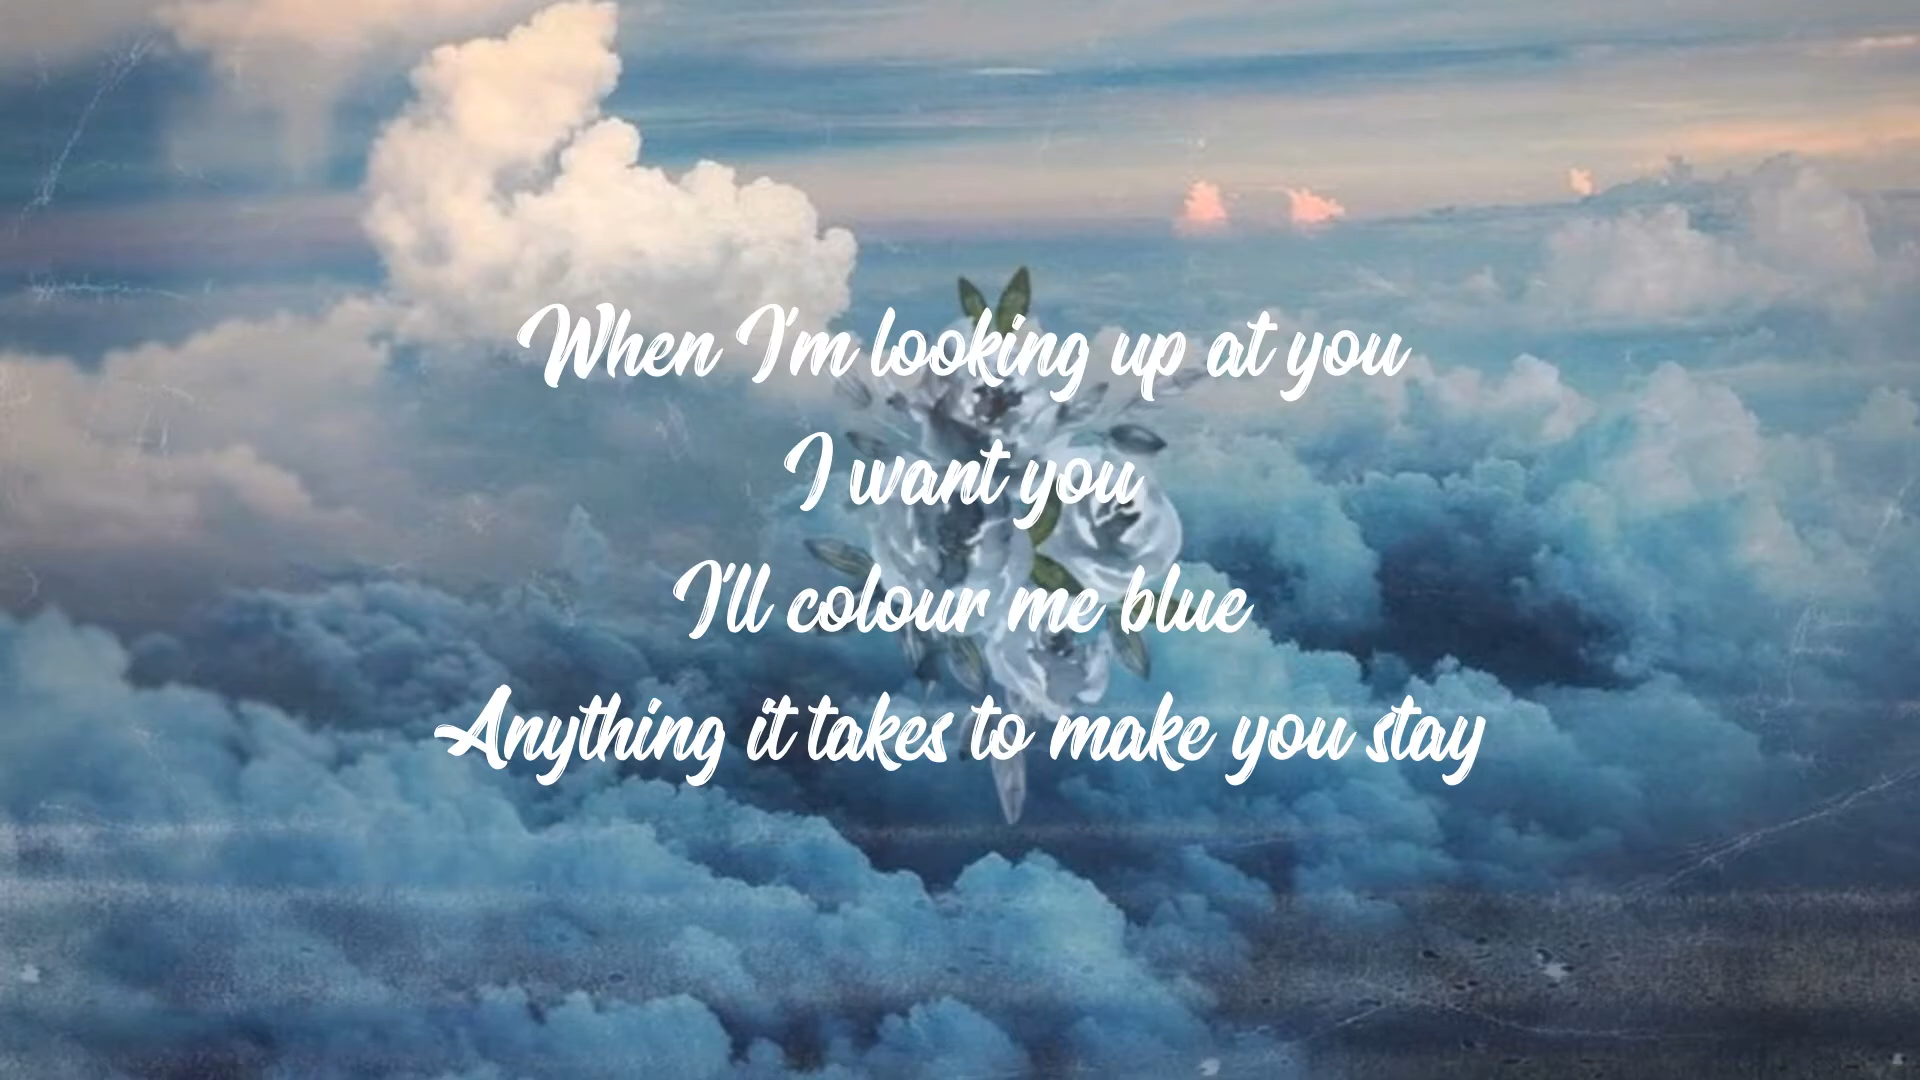 When I'm looking up at you
I want you
I'll colour me blue
Anything it takes to make you stay